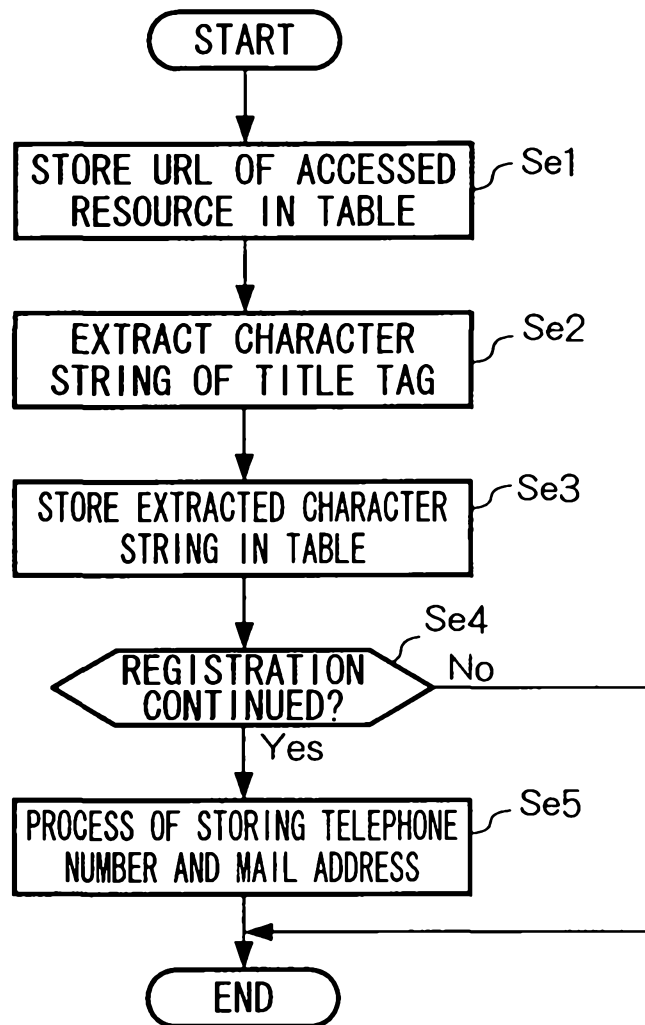 START
STORE URL OF ACCESSED
RESOURCE IN TABLE
Se1
EXTRACT CHARACTER
STRING OF TITLE TAG
Se2
STORE EXTRACTED CHARACTER
STRING IN TABLE
Se3
REGISTRATION
CONTINUED?
Se4
No
Yes
PROCESS OF STORING TELEPHONE
NUMBER AND MAIL ADDRESS
Se5
END